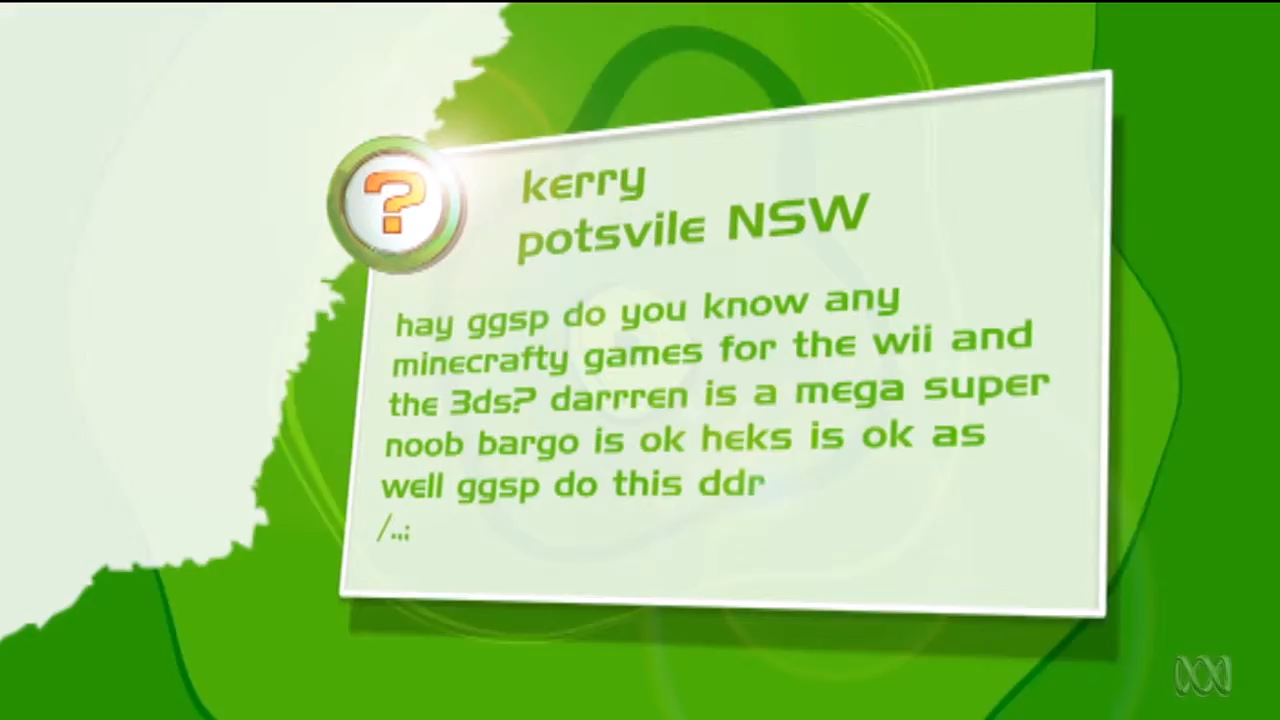 ?
kerry
potsvile NSW
hay ggsp do you know any
minecrafty games for the wii and
the 3ds? darrren is a mega super
noob bargo is ok heks is ok as
well ggsp do this ddr
/..: